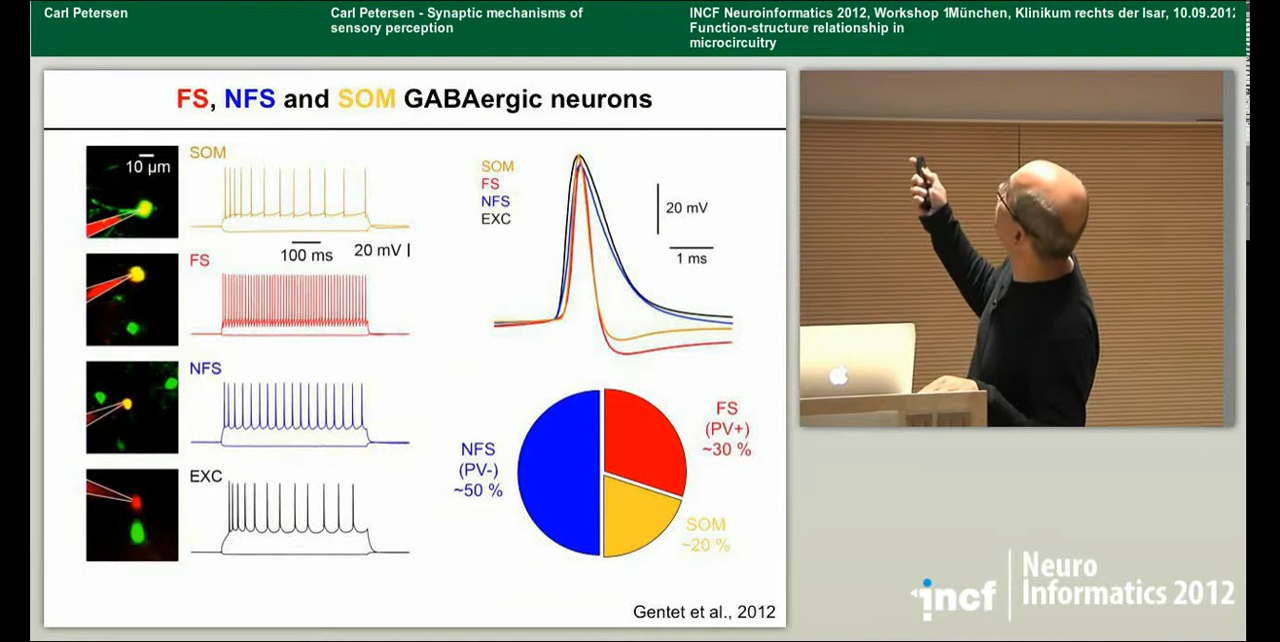 Carl Petersen
Carl Petersen - Synaptic mechanisms of
sensory perception
INCF Neuroinformatics 2012, Workshop 1München, Klinikum rechts der Isar, 10.09.2012
Function-structure relationship in
microcircuitry
FS, NFS and SOM GABAergic neurons
10 µm
SOM
100 ms
20 mV
FS
NFS
EXC
SOM
FS
NFS
EXC
20 mV
1 ms
FS
(PV+)
~30 %
NFS
(PV-)
~50 %
SOM
~20 %
Gentet et al., 2012
incf
Neuro
Informatics 2012